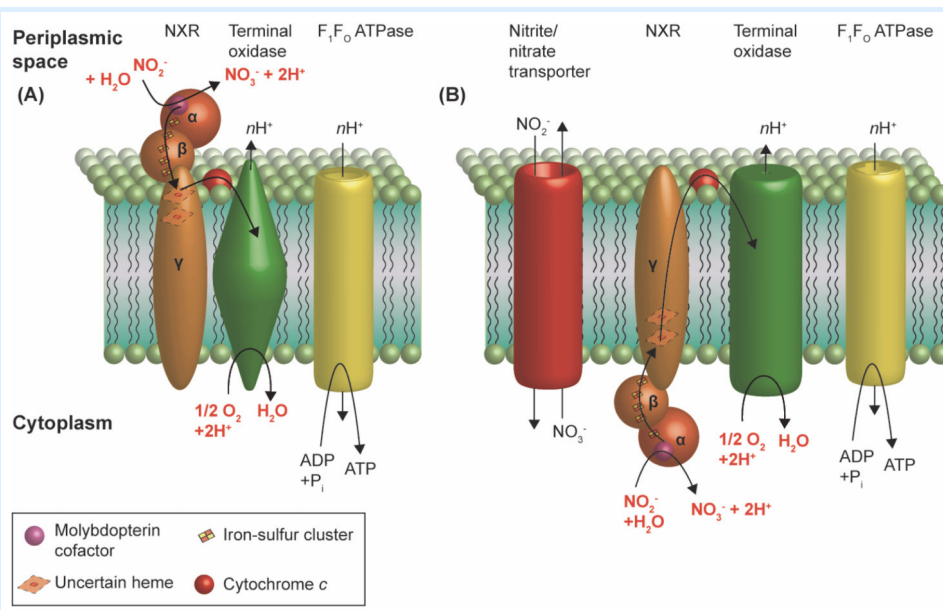 Periplasmic
space
(A)
NXR
Terminal
oxidase
F₁F₀ ATPase
+ H₂O
NO₂⁻
NO₃⁻ + 2H⁺
α
β
γ
nH⁺
nH⁺
1/2 O₂
+2H⁺
H₂O
ADP
+Pᵢ
ATP
Cytoplasm
(B)
Nitrite/
nitrate
transporter
NXR
Terminal
oxidase
F₁F₀ ATPase
NO₂⁻
nH⁺
nH⁺
γ
β
α
NO₃⁻
NO₂⁻
+H₂O
NO₃⁻ + 2H⁺
1/2 O₂
+2H⁺
H₂O
ADP
+Pᵢ
ATP
Molybdopterin
cofactor
Iron-sulfur cluster
Uncertain heme
Cytochrome c